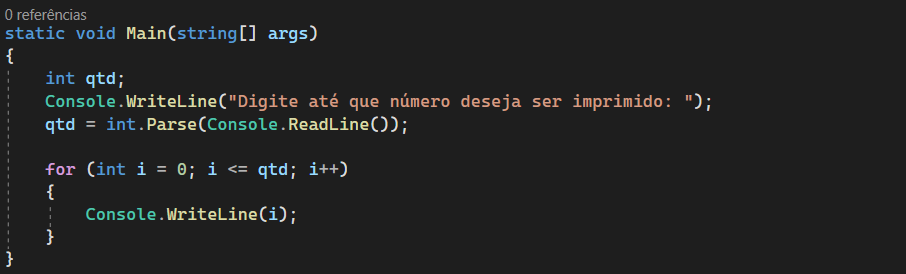 0 referências
static void Main(string[] args)
{
    int qtd;
    Console.WriteLine("Digite até que número deseja ser imprimido: ");
    qtd = int.Parse(Console.ReadLine());

    for (int i = 0; i <= qtd; i++)
    {
        Console.WriteLine(i);
    }
}